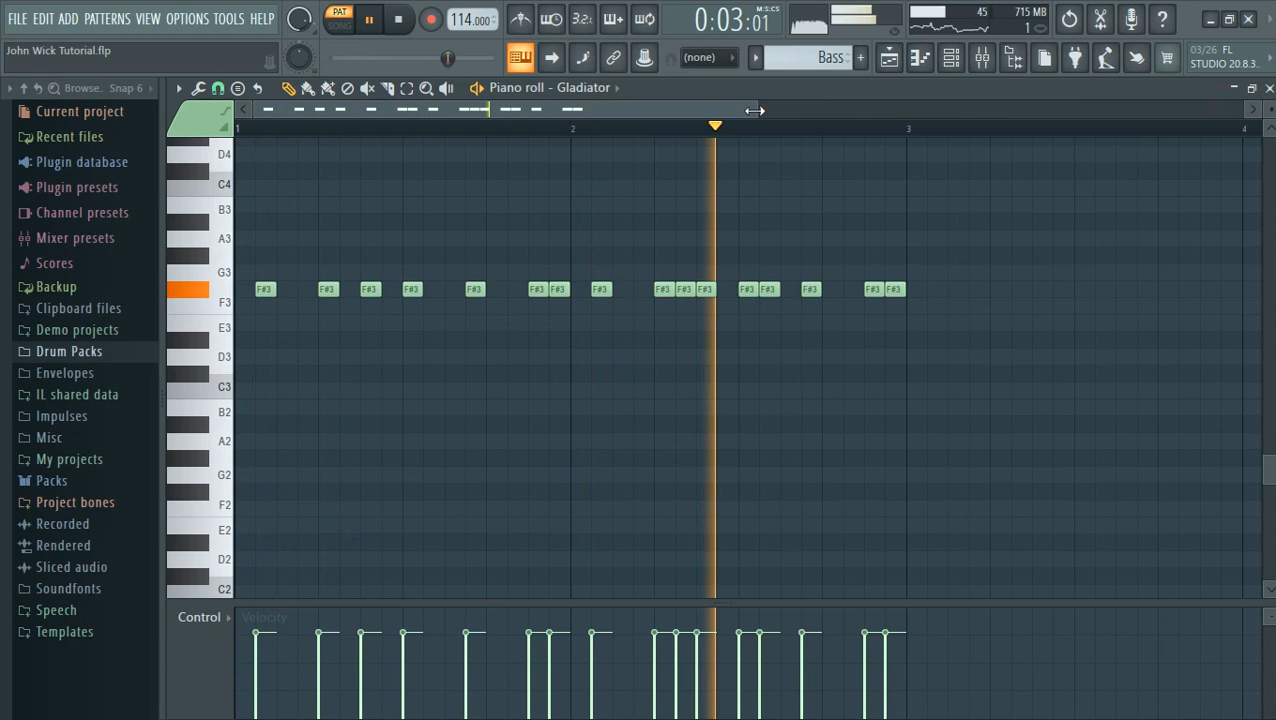 FILE EDIT ADD PATTERNS VIEW OPTIONS TOOLS HELP
PAT
SONG
114.000
3.2
0:03:01
M:S:CS
45
715 MB
1
John Wick Tutorial.flp
(none)
Bass
03/26 FL
STUDIO 20.8.3...
Browse.. Snap 6
Piano roll - Gladiator
Current project
Recent files
Plugin database
Plugin presets
Channel presets
Mixer presets
Scores
Backup
Clipboard files
Demo projects
Drum Packs
Envelopes
IL shared data
Impulses
Misc
My projects
Packs
Project bones
Recorded
Rendered
Sliced audio
Soundfonts
Speech
Templates
1 2 3 4
D4
C4
B3
A3
G3
F#3 F#3 F#3 F#3 F#3 F#3 F#3 F#3 F#3 F#3 F#3 F#3 F#3 F#3 F#3 F#3
F3
E3
D3
C3
B2
A2
G2
F2
E2
D2
C2
Control Velocity